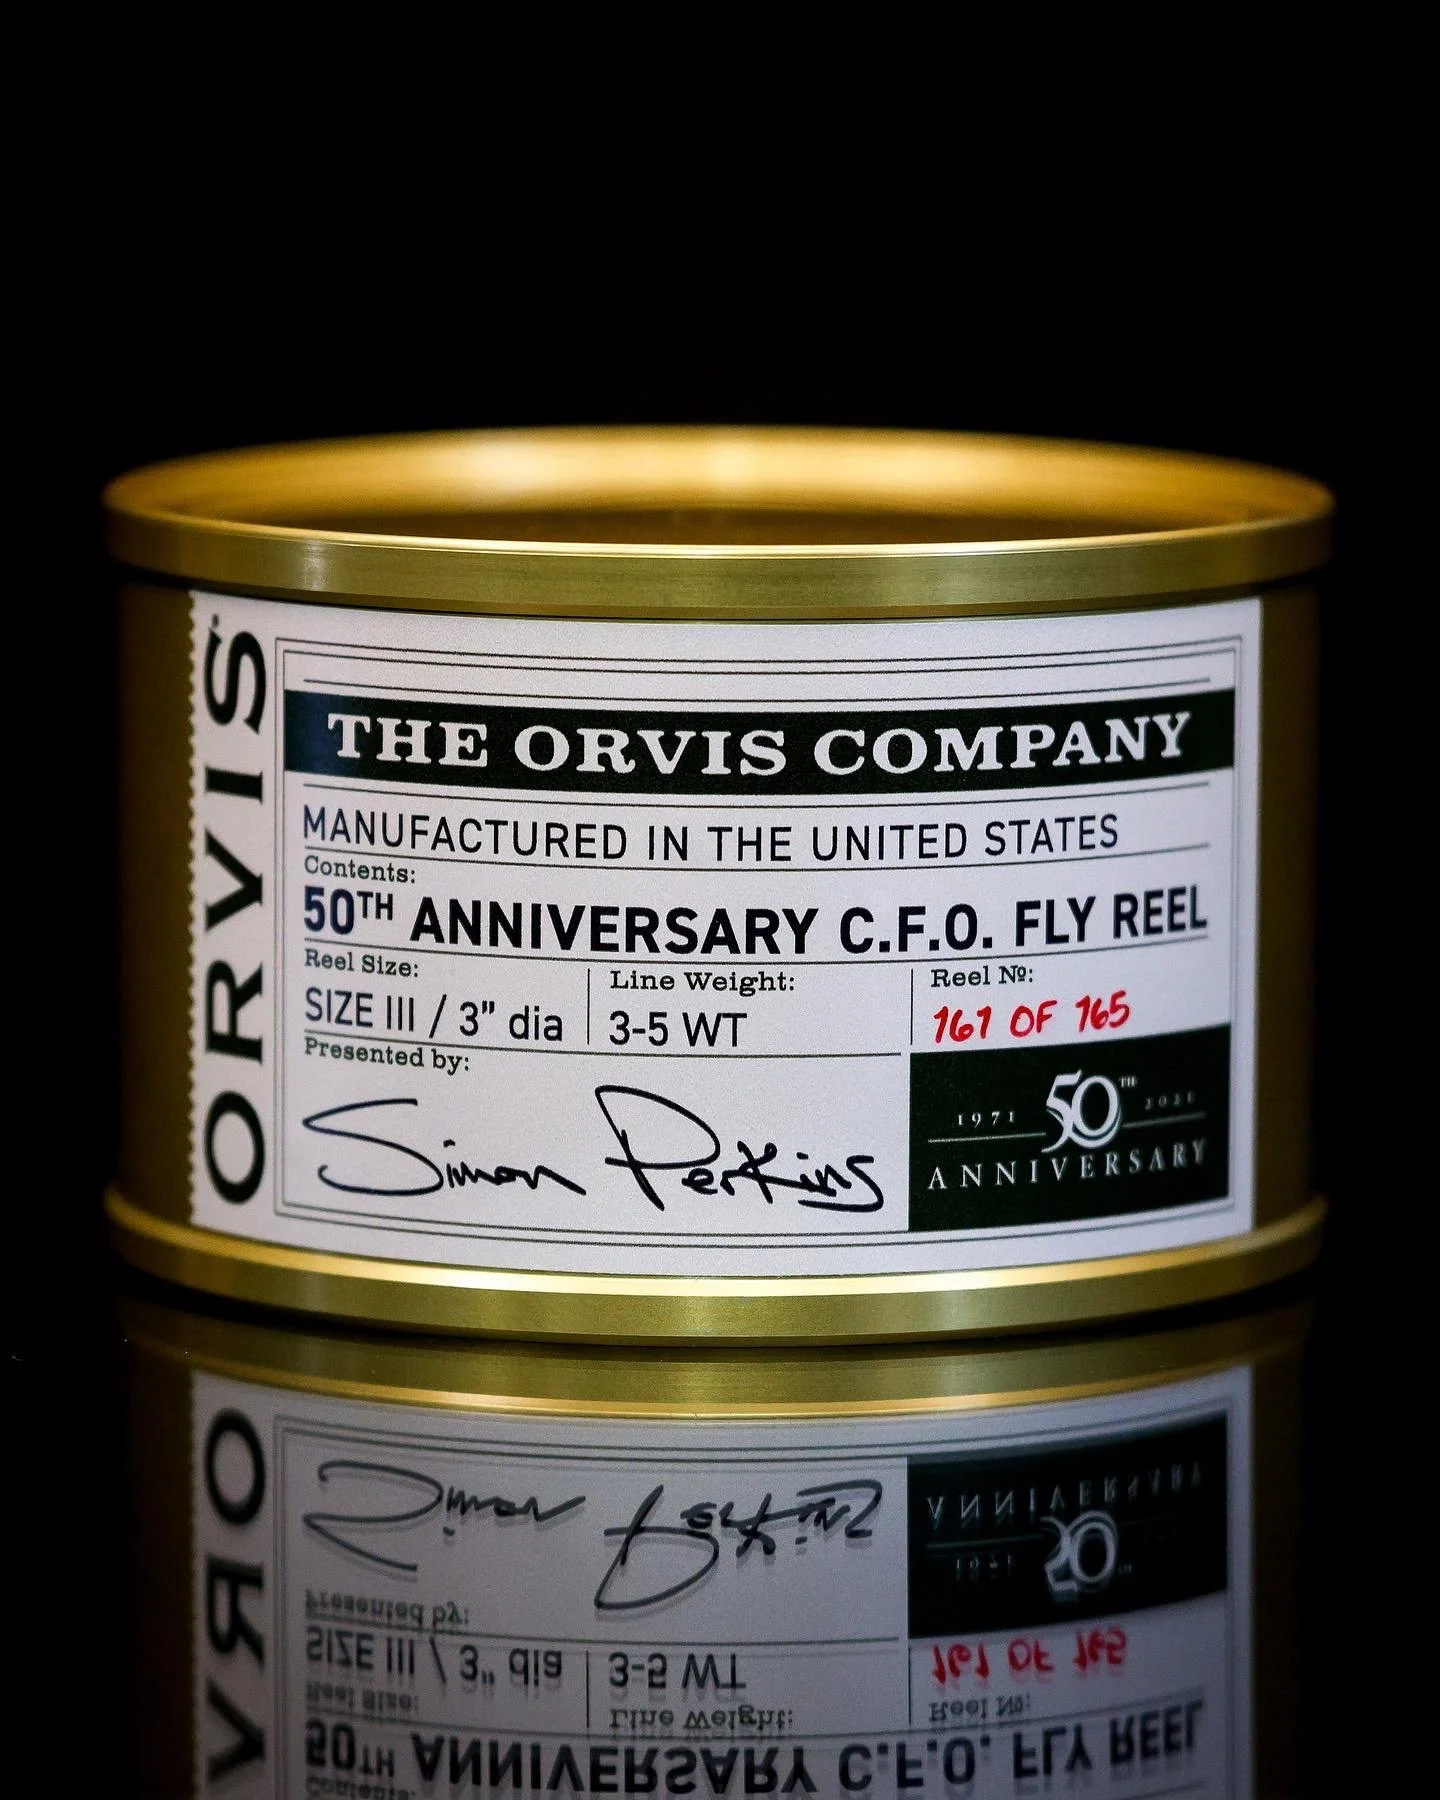 ORVIS
THE ORVIS COMPANY
MANUFACTURED IN THE UNITED STATES
Contents:
50TH ANNIVERSARY C.F.O. FLY REEL
Reel Size:
SIZE III / 3" dia
Line Weight:
3-5 WT
Reel №:
161 OF 165
Presented by:
Simon Perkins
1971 50TH 2021
ANNIVERSARY